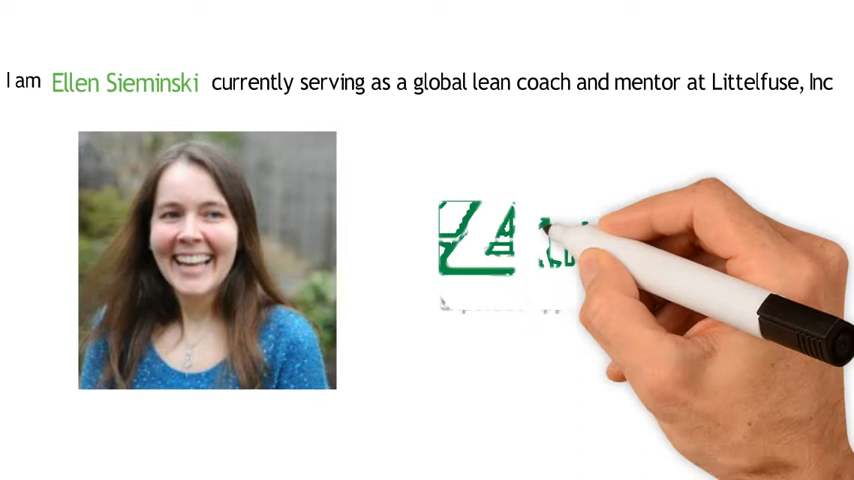 I am Ellen Sieminski currently serving as a global lean coach and mentor at Littelfuse, Inc